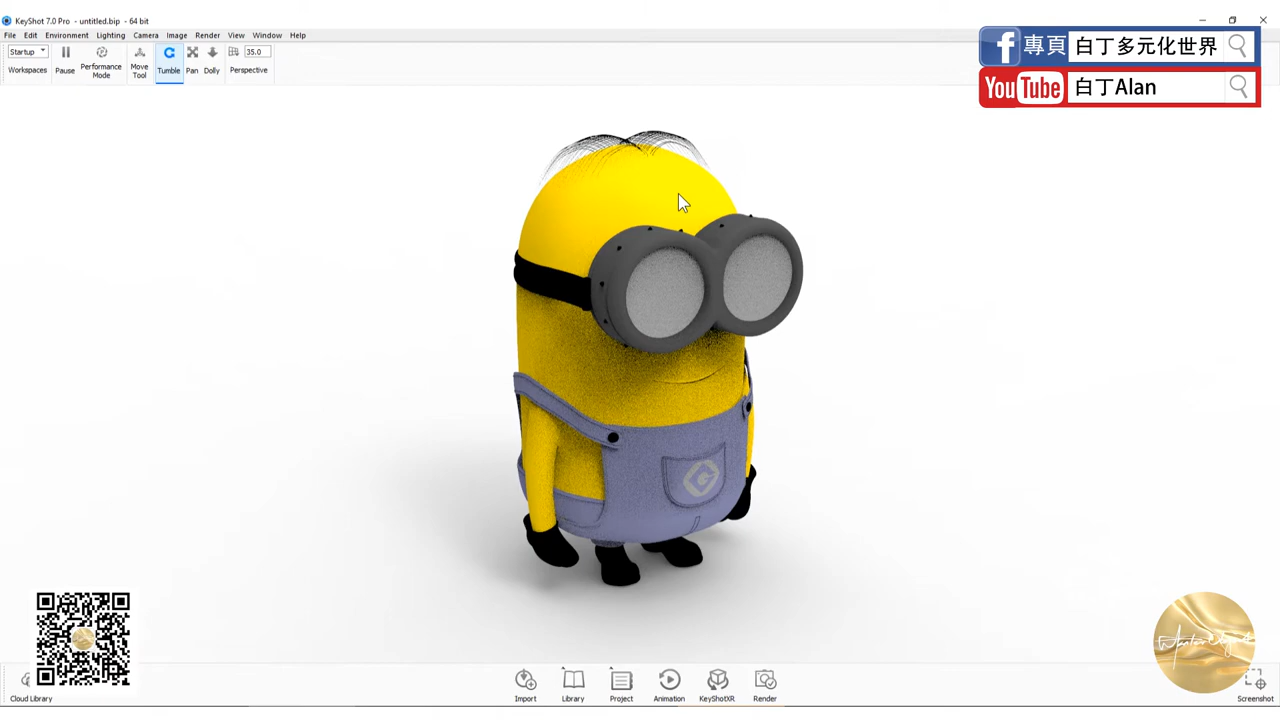 KeyShot 7.0 Pro - untitled.bip - 64 bit
File Edit Environment Lighting Camera Image Render View Window Help
Startup
35.0
Workspaces Pause Performance Mode Move Tool Tumble Pan Dolly Perspective
專頁 白丁多元化世界
YouTube 白丁Alan
G
Cloud Library Import Library Project Animation KeyShotXR Render Screenshot